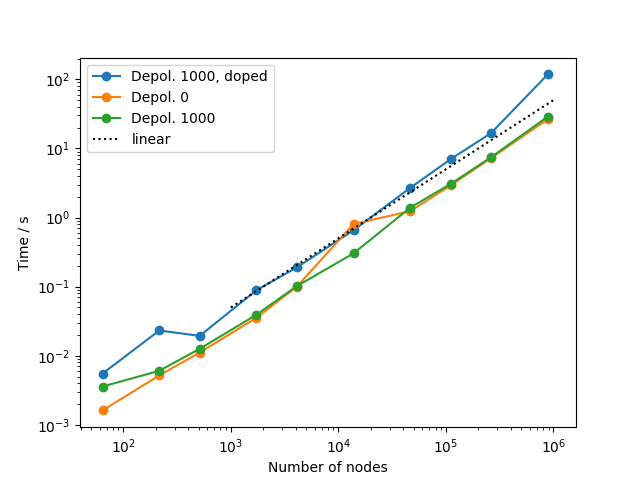 Depol. 1000, doped
Depol. 0
Depol. 1000
linear
Time / s
10²
10¹
10⁰
10⁻¹
10⁻²
10⁻³
10²
10³
10⁴
10⁵
10⁶
Number of nodes